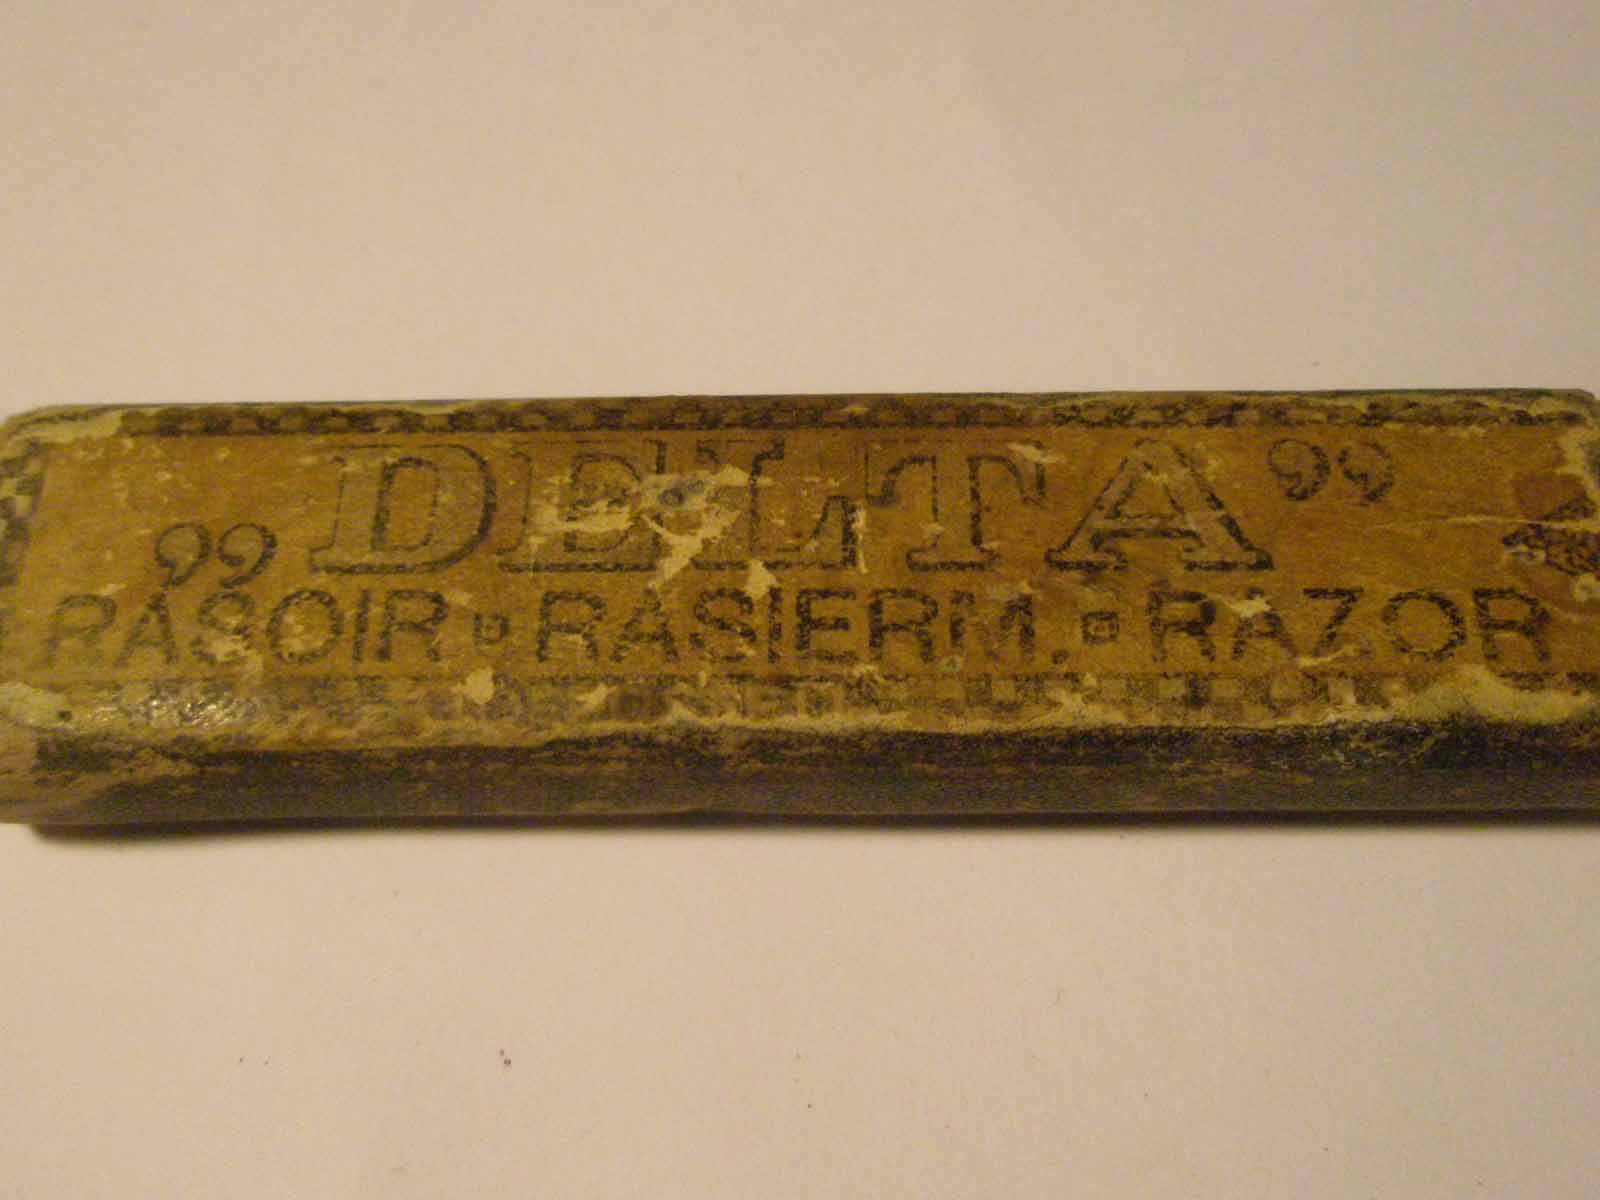 „DELTA”
RASOIR ▫ RASIERM. ▫ RAZOR